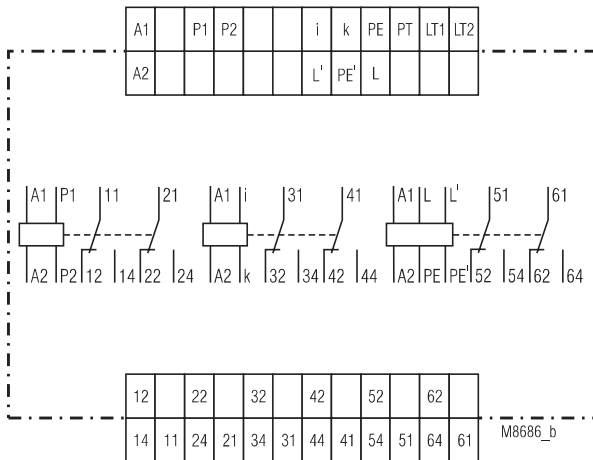 A1 P1 P2 i k PE PT LT1 LT2
A2 L' PE' L
A1 P1 11 21 A1 i 31 41 A1 L L' 51 61
A2 P2 12 14 22 24 A2 k 32 34 42 44 A2 PE PE' 52 54 62 64
12 22 32 42 52 62
14 11 24 21 34 31 44 41 54 51 64 61
M8686_b